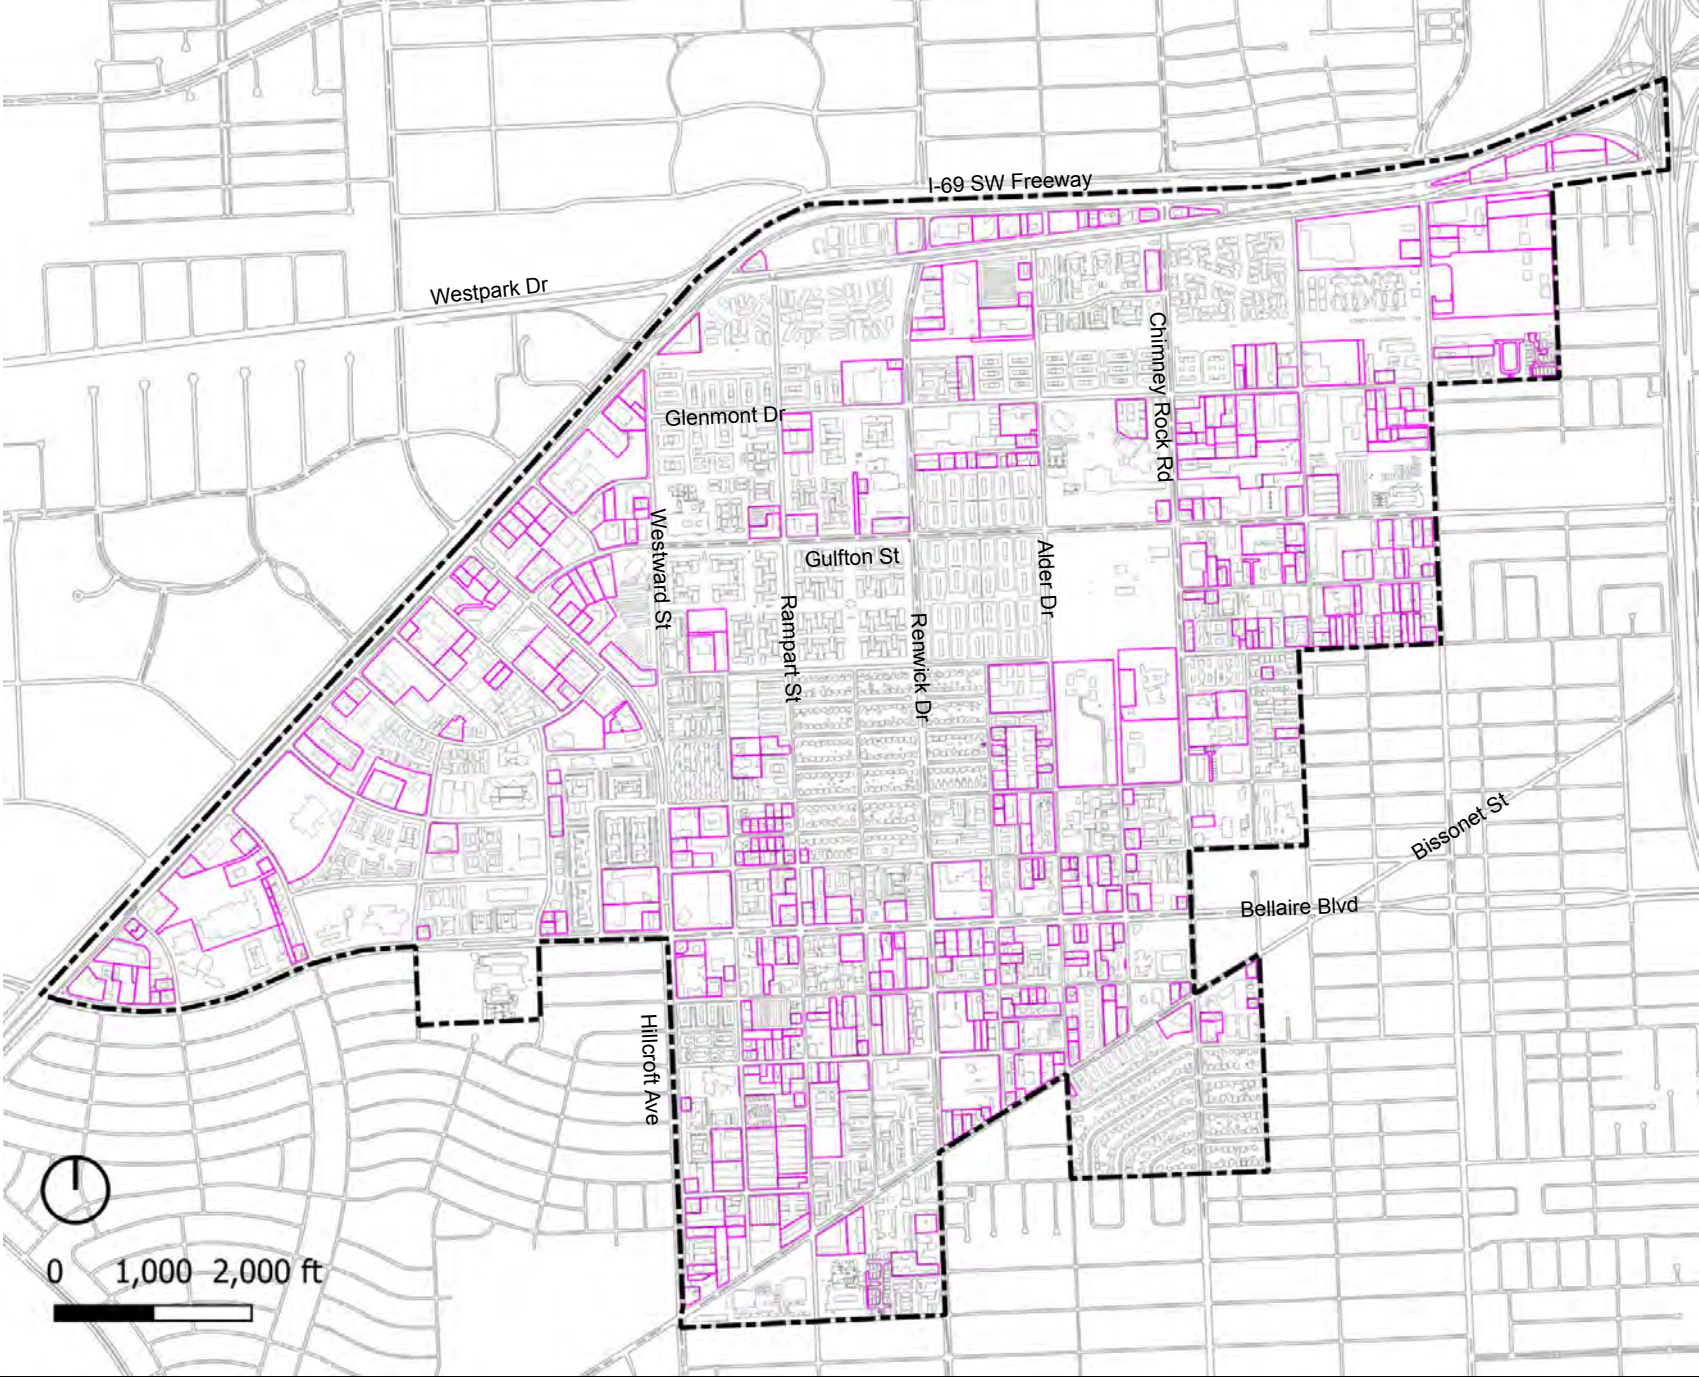 I-69 SW Freeway
Westpark Dr
Chimney Rock Rd
Glenmont Dr
Westward St
Gulfton St
Alder Dr
Rampart St
Renwick Dr
Bissonet St
Bellaire Blvd
Hillcroft Ave
0 1,000 2,000 ft